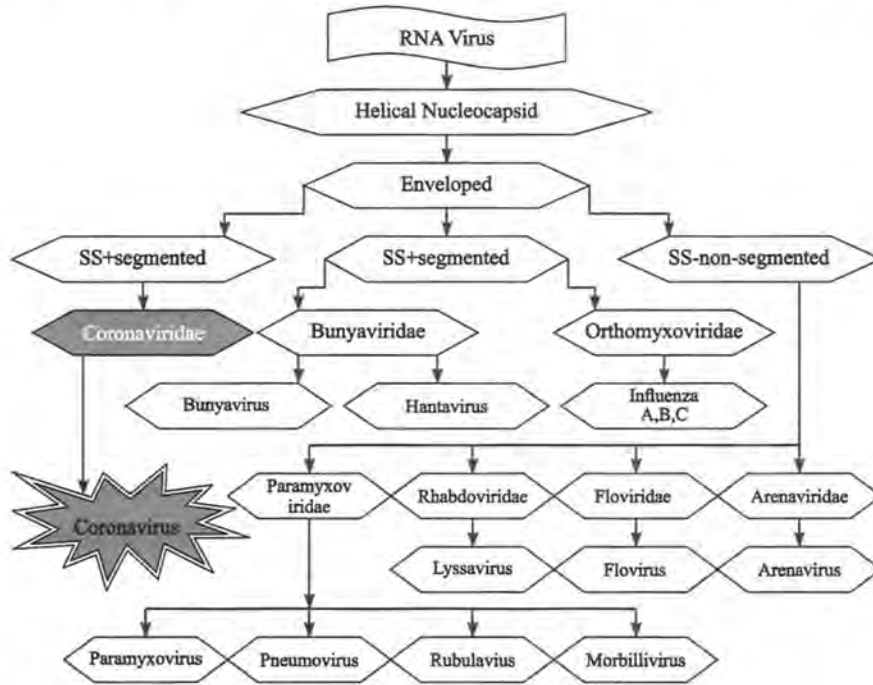 RNA Virus
Helical Nucleocapsid
Enveloped
SS+segmented
SS+segmented
SS-non-segmented
Coronaviridae
Bunyaviridae
Orthomyxoviridae
Bunyavirus
Hantavirus
Influenza
A,B,C
Paramyxov
iridae
Rhabdoviridae
Floviridae
Arenaviridae
Coronavirus
Lyssavirus
Flovirus
Arenavirus
Paramyxovirus
Pneumovirus
Rubulavius
Morbillivirus